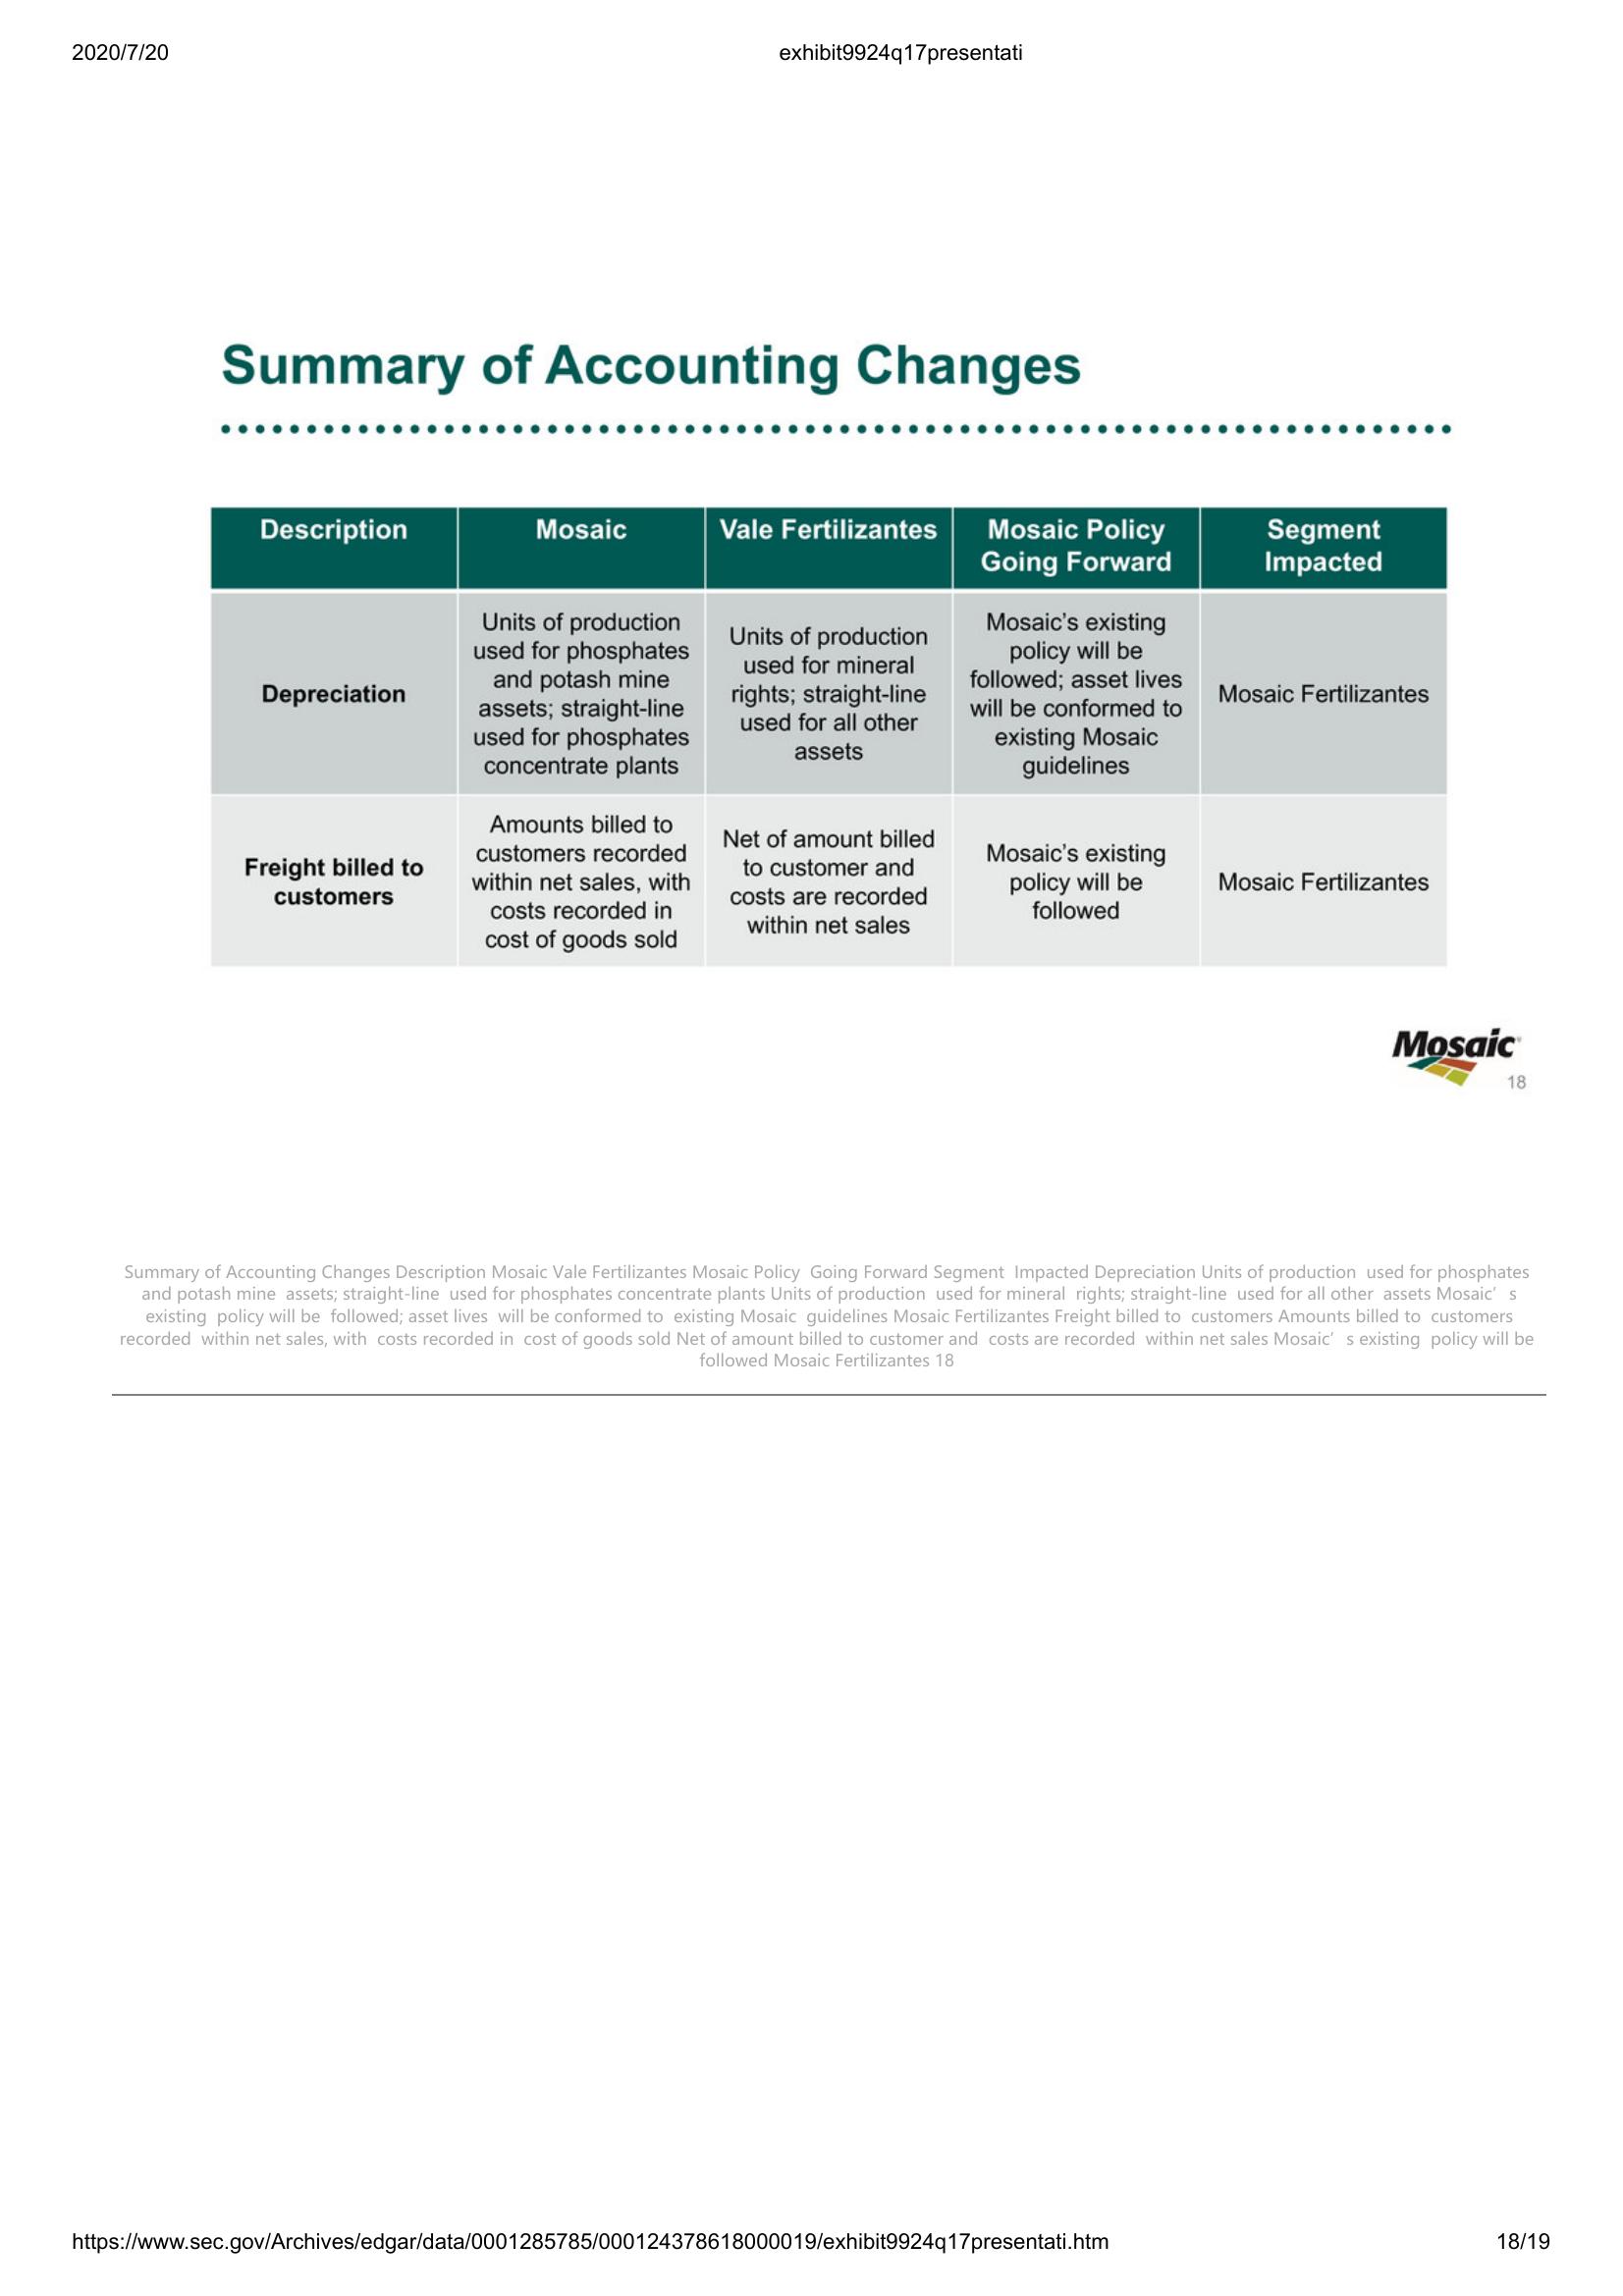 2020/7/20
exhibit9924q17presentati
Summary of Accounting Changes
Description
Mosaic
Vale Fertilizantes
Mosaic Policy
Going Forward
Segment
Impacted
Depreciation
Units of production
used for phosphates
and potash mine
assets; straight-line
used for phosphates
concentrate plants
Units of production
used for mineral
rights; straight-line
used for all other
assets
Mosaic’s existing
policy will be
followed; asset lives
will be conformed to
existing Mosaic
guidelines
Mosaic Fertilizantes
Freight billed to
customers
Amounts billed to
customers recorded
within net sales, with
costs recorded in
cost of goods sold
Net of amount billed
to customer and
costs are recorded
within net sales
Mosaic’s existing
policy will be
followed
Mosaic Fertilizantes
Mosaic
18
Summary of Accounting Changes Description Mosaic Vale Fertilizantes Mosaic Policy Going Forward Segment Impacted Depreciation Units of production used for phosphates
and potash mine assets; straight-line used for phosphates concentrate plants Units of production used for mineral rights; straight-line used for all other assets Mosaic’ s
existing policy will be followed; asset lives will be conformed to existing Mosaic guidelines Mosaic Fertilizantes Freight billed to customers Amounts billed to customers
recorded within net sales, with costs recorded in cost of goods sold Net of amount billed to customer and costs are recorded within net sales Mosaic’ s existing policy will be
followed Mosaic Fertilizantes 18
https://www.sec.gov/Archives/edgar/data/0001285785/000124378618000019/exhibit9924q17presentati.htm
18/19